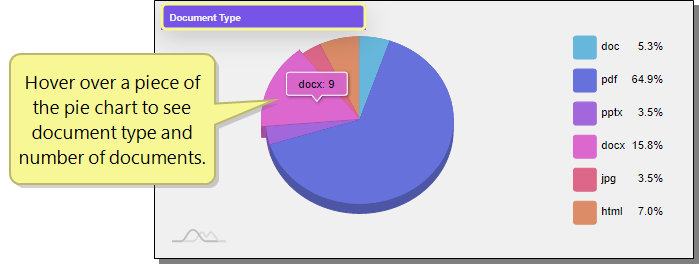 Document Type
Hover over a piece of
the pie chart to see
document type and
number of documents.
docx: 9
doc 5.3%
pdf 64.9%
pptx 3.5%
docx 15.8%
jpg 3.5%
html 7.0%